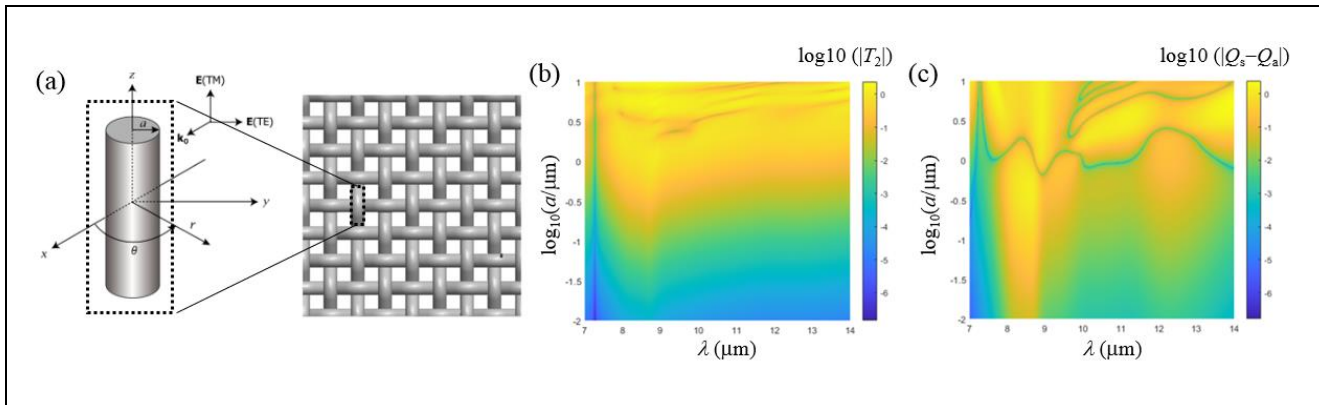 (a)
z
a
E(TM)
E(TE)
k₀
y
r
x
θ
(b)
log10 (|T₂|)
log₁₀(a/μm)
1
0.5
0
-0.5
-1
-1.5
-2
7 8 9 10 11 12 13 14
λ (μm)
0
-1
-2
-3
-4
-5
-6
(c)
log10 (|Qₛ−Qₐ|)
log₁₀(a/μm)
1
0.5
0
-0.5
-1
-1.5
-2
7 8 9 10 11 12 13 14
λ (μm)
0
-1
-2
-3
-4
-5
-6